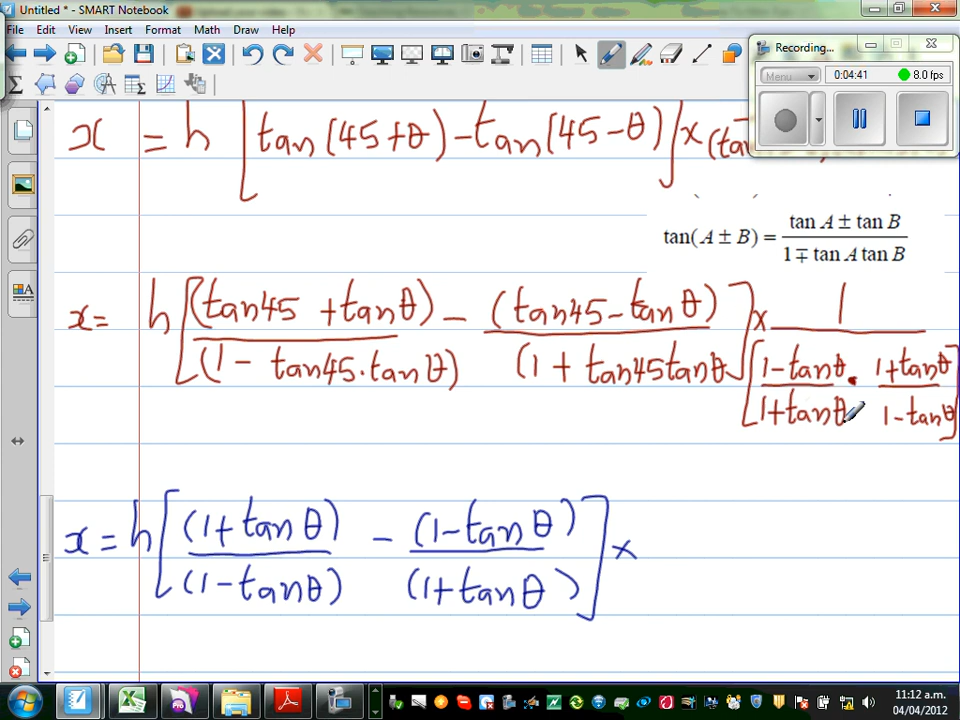 Untitled * - SMART Notebook
File Edit View Insert Format Table Draw Help
Recording...
Menu 0:04:41 8.0 fps
x = h [tan(45+θ) - tan(45-θ)] x (tan
tan(A ± B) = (tan A ± tan B) / (1 ∓ tan A tan B)
x = h [(tan45 + tanθ) / (1 - tan45.tanθ) - (tan45 - tanθ) / (1 + tan45tanθ] x 1 / [(1-tanθ / 1+tanθ) . (1+tanθ / 1-tanθ)]
x = h [(1+tanθ) / (1-tanθ) - (1-tanθ) / (1+tanθ)] x
11:12 a.m.
04/04/2012